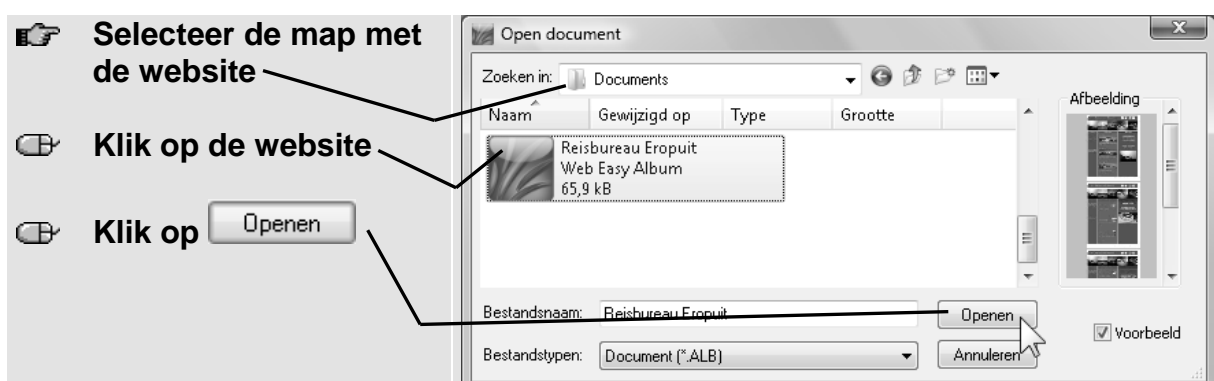 Selecteer de map met
de website
Klik op de website
Klik op Openen
Open document
Zoeken in: Documents
Naam Gewijzigd op Type Grootte
Reisbureau Eropuit
Web Easy Album
65,9 kB
Afbeelding
Bestandsnaam: Reisbureau Eropuit Openen
Voorbeeld
Bestandstypen: Document (*.ALB) Annuleren